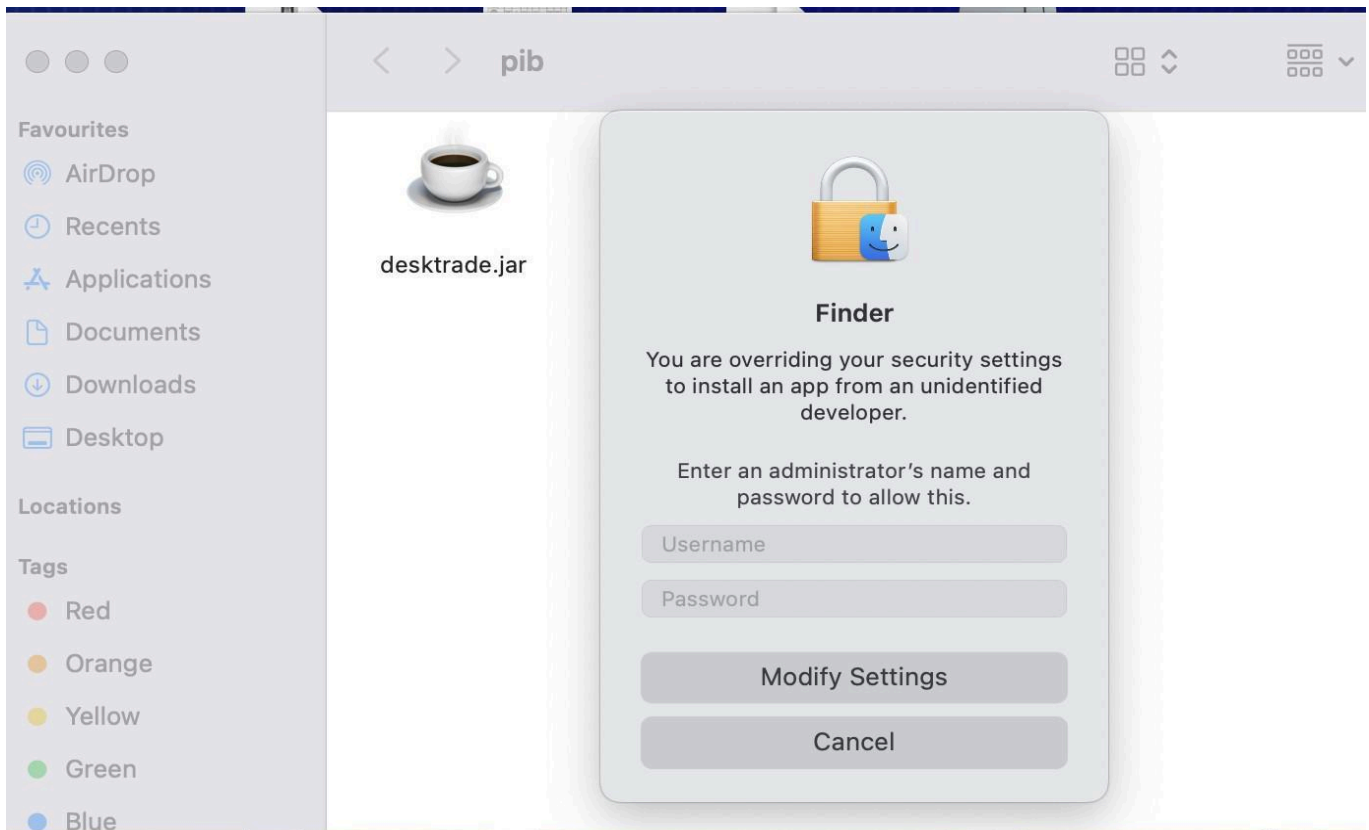 pib
Favourites
AirDrop
Recents
Applications
Documents
Downloads
Desktop
Locations
Tags
Red
Orange
Yellow
Green
Blue
desktrade.jar
Finder
You are overriding your security settings
to install an app from an unidentified
developer.
Enter an administrator’s name and
password to allow this.
Username
Password
Modify Settings
Cancel